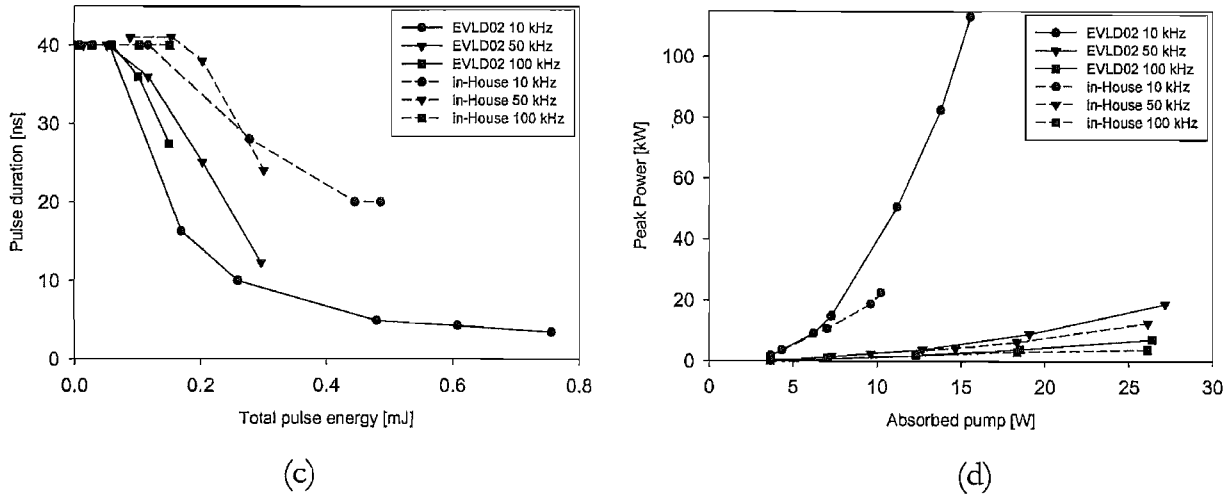 40
30
20
10
0
Pulse duration [ns]
0.0
0.2
0.4
0.6
0.8
Total pulse energy [mJ]
EVLD02 10 kHz
EVLD02 50 kHz
EVLD02 100 kHz
in-House 10 kHz
in-House 50 kHz
in-House 100 kHz
(c)
100
80
60
40
20
0
Peak Power [kW]
0
5
10
15
20
25
30
Absorbed pump [W]
EVLD02 10 kHz
EVLD02 50 kHz
EVLD02 100 kHz
in-House 10 kHz
in-House 50 kHz
in-House 100 kHz
(d)